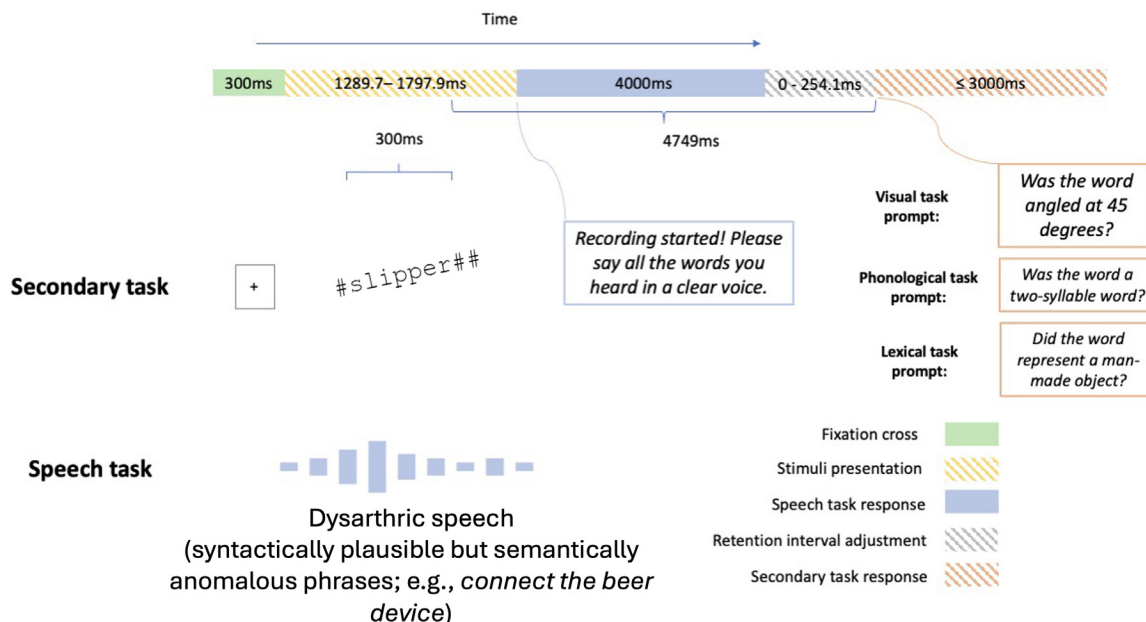 Time
300ms
1289.7– 1797.9ms
4000ms
0 - 254.1ms
≤ 3000ms
300ms
4749ms
Visual task
prompt:
Was the word
angled at 45
degrees?
Recording started! Please
say all the words you
heard in a clear voice.
Secondary task
+
#slipper##
Phonological task
prompt:
Was the word a
two-syllable word?
Lexical task
prompt:
Did the word
represent a man-
made object?
Speech task
Dysarthric speech
(syntactically plausible but semantically
anomalous phrases; e.g., connect the beer
device)
Fixation cross
Stimuli presentation
Speech task response
Retention interval adjustment
Secondary task response